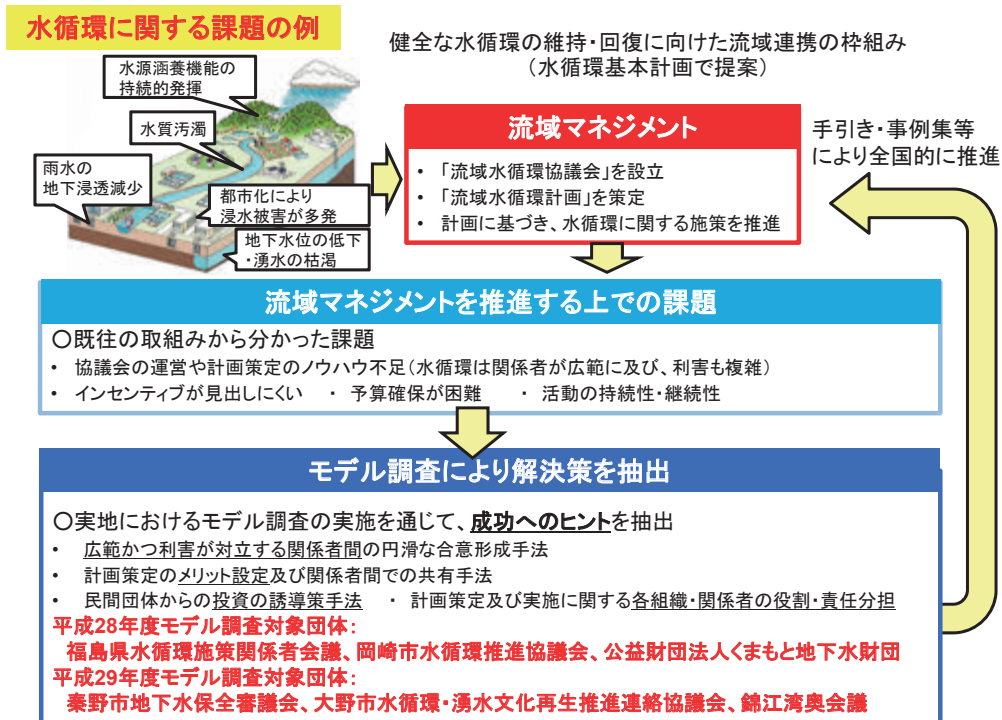 水循環に関する課題の例
健全な水循環の維持・回復に向けた流域連携の枠組み
（水循環基本計画で提案）
水源涵養機能の
持続的発揮
水質汚濁
雨水の
地下浸透減少
都市化により
浸水被害が多発
地下水位の低下
・湧水の枯渇
流域マネジメント
・ 「流域水循環協議会」を設立
・ 「流域水循環計画」を策定
・ 計画に基づき、水循環に関する施策を推進
手引き・事例集等
により全国的に推進
流域マネジメントを推進する上での課題
〇既往の取組みから分かった課題
・ 協議会の運営や計画策定のノウハウ不足（水循環は関係者が広範に及び、利害も複雑）
・ インセンティブが見出しにくい ・ 予算確保が困難 ・ 活動の持続性・継続性
モデル調査により解決策を抽出
〇実地におけるモデル調査の実施を通じて、成功へのヒントを抽出
・ 広範かつ利害が対立する関係者間の円滑な合意形成手法
・ 計画策定のメリット設定及び関係者間での共有手法
・ 民間団体からの投資の誘導策手法 ・ 計画策定及び実施に関する各組織・関係者の役割・責任分担
平成28年度モデル調査対象団体：
福島県水循環施策関係者会議、岡崎市水循環推進協議会、公益財団法人くまもと地下水財団
平成29年度モデル調査対象団体：
秦野市地下水保全審議会、大野市水循環・湧水文化再生推進連絡協議会、錦江湾奥会議